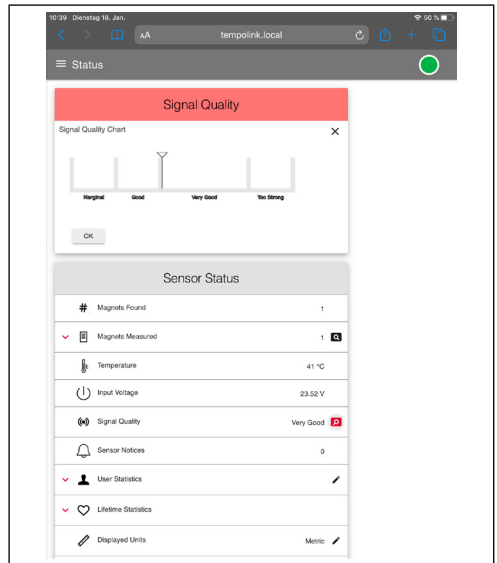 10:39 Dienstag 18. Jan.
50 %
AA
tempolink.local
Status
Signal Quality
Signal Quality Chart
Marginal Good Very Good Too Strong
OK
Sensor Status
# Magnets Found 1
Magnets Measured 1
Temperature 41 °C
Input Voltage 23.52 V
Signal Quality Very Good
Sensor Notices 0
User Statistics
Lifetime Statistics
Displayed Units Metric